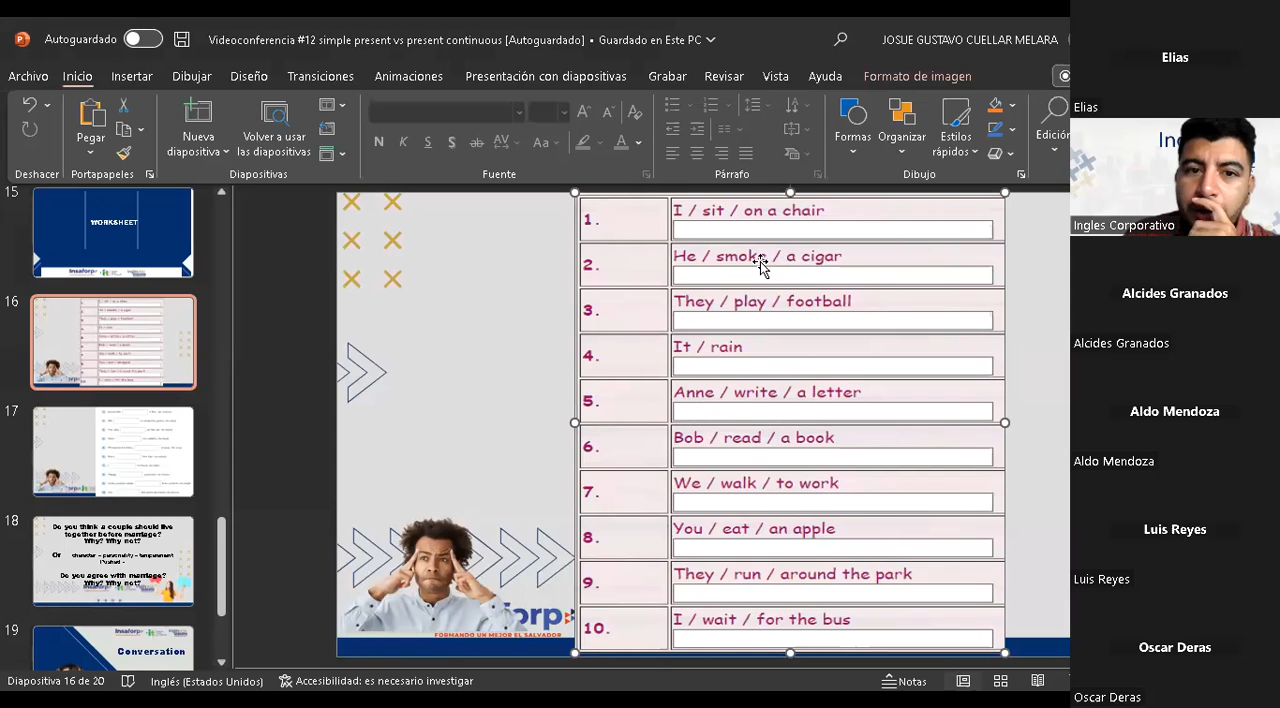 Autoguardado
Videoconferencia #12 simple present vs present continuous [Autoguardado] • Guardado en Este PC
JOSUE GUSTAVO CUELLAR MELARA
Archivo Inicio Insertar Dibujar Diseño Transiciones Animaciones Presentación con diapositivas Grabar Revisar Vista Ayuda Formato de imagen
Pegar
Nueva diapositiva
Volver a usar las diapositivas
N K S S ab AV Aa A
Formas Organizar Estilos rápidos Edición
Deshacer Portapapeles Diapositivas Fuente Párrafo Dibujo
15
WORKSHEET
16
17
18
Do you think a couple should live
together before marriage?
Why? Why not?
Or character - personality - temperament
Do you agree with marriage?
Why? Why not?
19
Insaforp
Conversation
1. I / sit / on a chair
2. He / smoke / a cigar
3. They / play / football
4. It / rain
5. Anne / write / a letter
6. Bob / read / a book
7. We / walk / to work
8. You / eat / an apple
9. They / run / around the park
10. I / wait / for the bus
FORMANDO UN MEJOR EL SALVADOR
Diapositiva 16 de 20
Inglés (Estados Unidos)
Accesibilidad: es necesario investigar
Notas
Elias
Elias
Ingles Corporativo
Alcides Granados
Alcides Granados
Aldo Mendoza
Aldo Mendoza
Luis Reyes
Luis Reyes
Oscar Deras
Oscar Deras